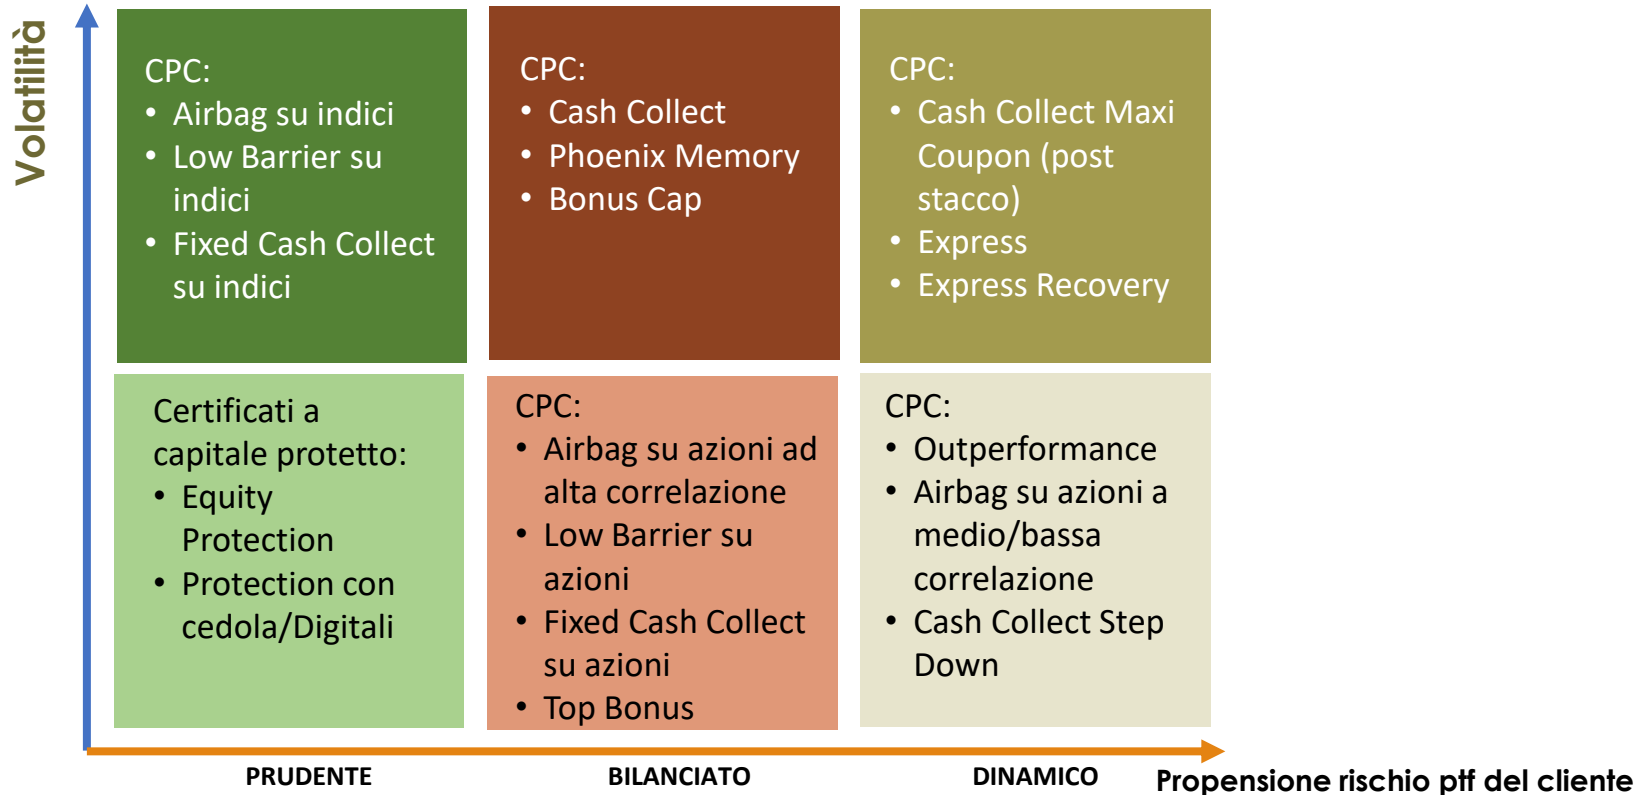 Volatilità
CPC:
• Airbag su indici
• Low Barrier su
indici
• Fixed Cash Collect
su indici
CPC:
• Cash Collect
• Phoenix Memory
• Bonus Cap
CPC:
• Cash Collect Maxi
Coupon (post
stacco)
• Express
• Express Recovery
Certificati a
capitale protetto:
• Equity
Protection
• Protection con
cedola/Digitali
CPC:
• Airbag su azioni ad
alta correlazione
• Low Barrier su
azioni
• Fixed Cash Collect
su azioni
• Top Bonus
CPC:
• Outperformance
• Airbag su azioni a
medio/bassa
correlazione
• Cash Collect Step
Down
PRUDENTE
BILANCIATO
DINAMICO
Propensione rischio ptf del cliente